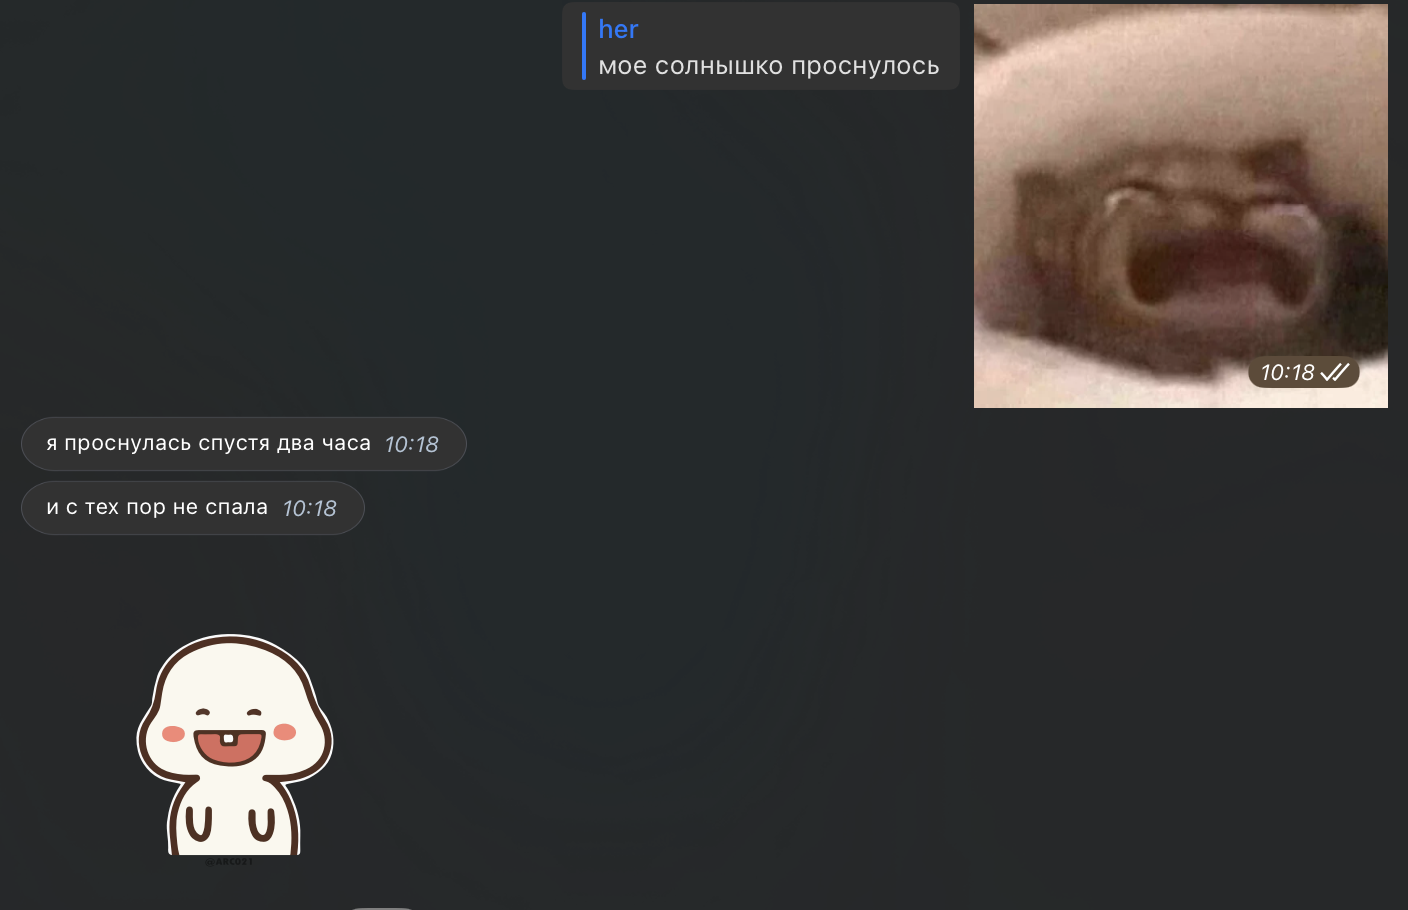 her
мое солнышко проснулось
10:18
я проснулась спустя два часа 10:18
и с тех пор не спала 10:18